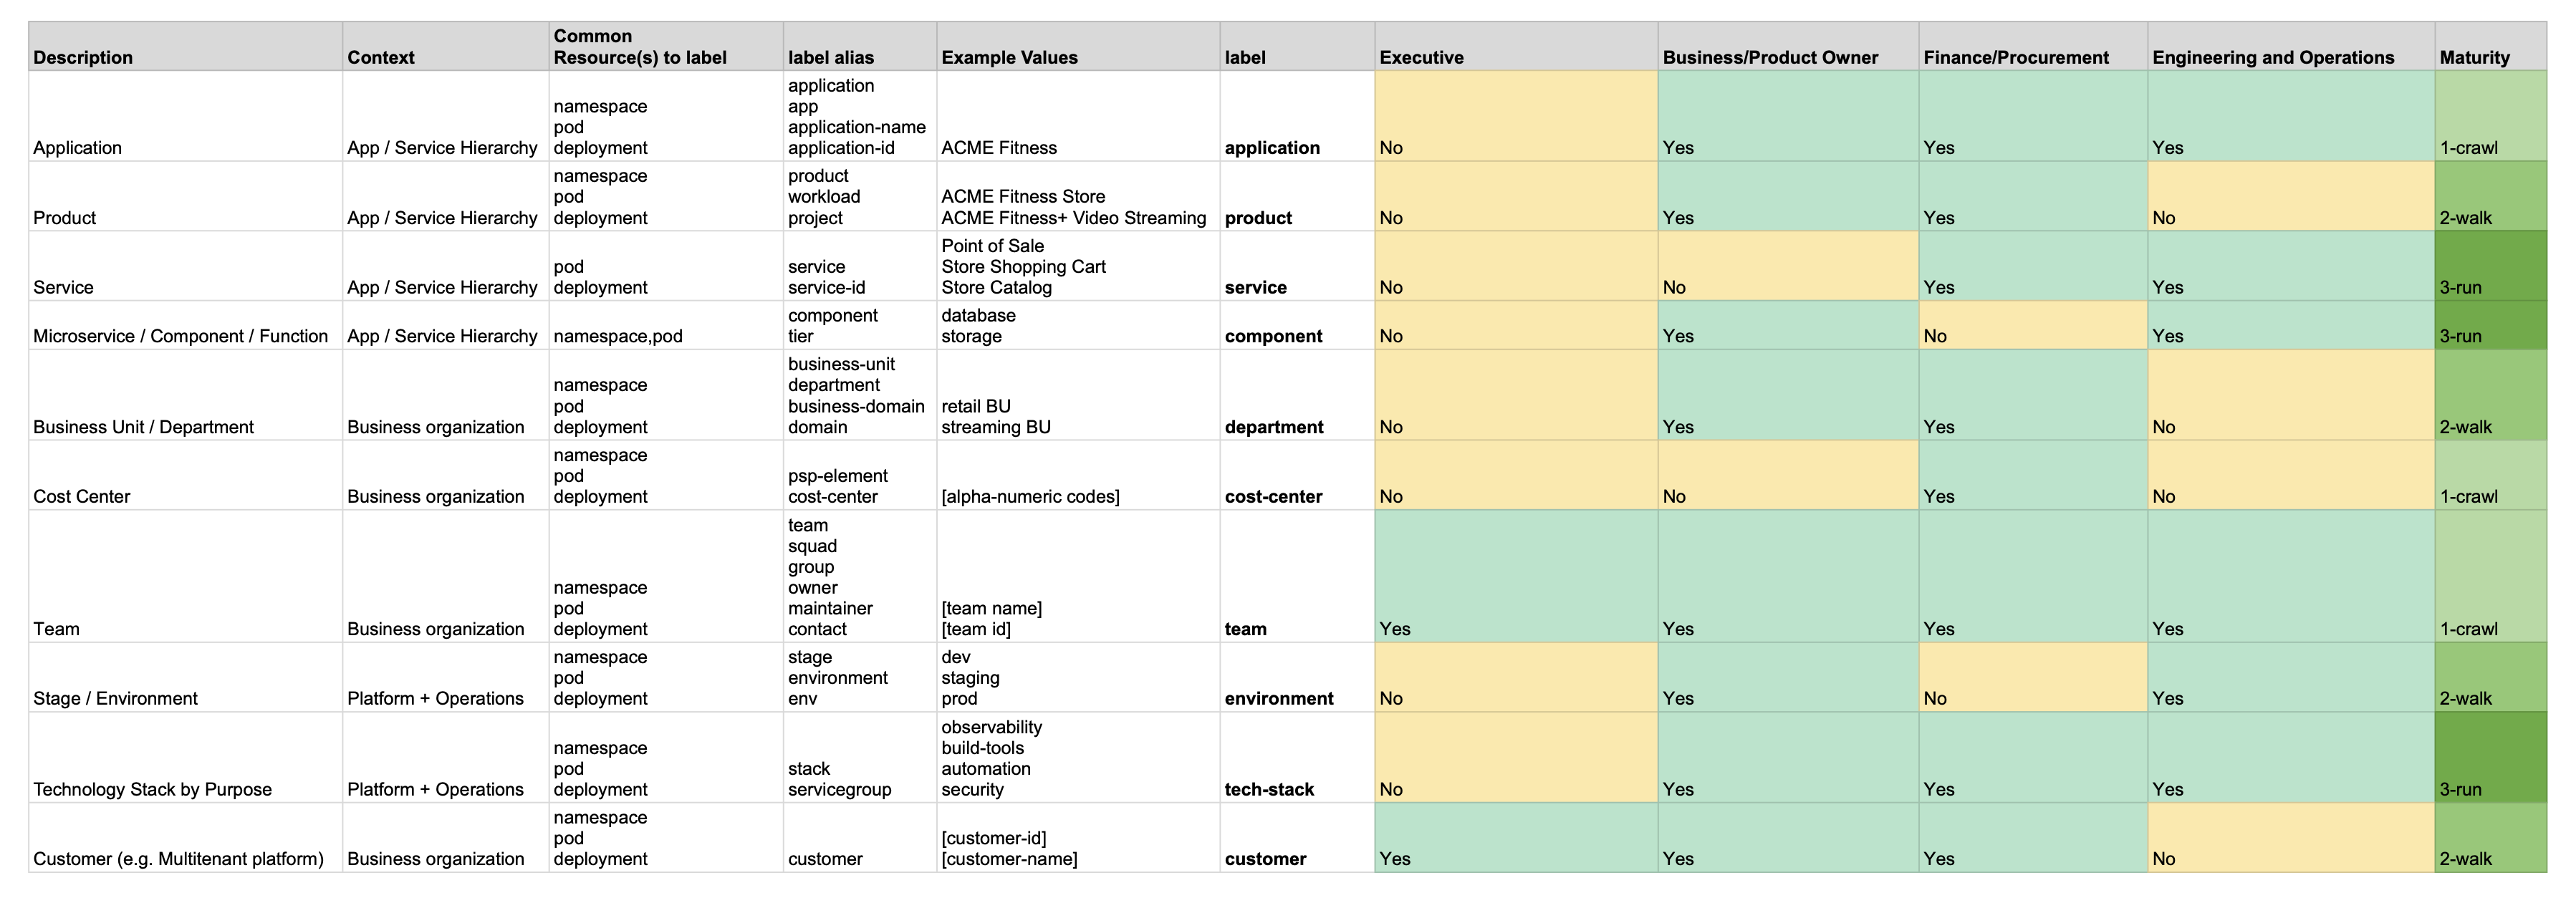 Description Context Common Resource(s) to label label alias Example Values label Executive Business/Product Owner Finance/Procurement Engineering and Operations Maturity
Application App / Service Hierarchy namespace pod deployment application app application-name application-id ACME Fitness application No Yes Yes Yes 1-crawl
Product App / Service Hierarchy namespace pod deployment product workload project ACME Fitness Store ACME Fitness+ Video Streaming product No Yes Yes No 2-walk
Service App / Service Hierarchy pod deployment service service-id Point of Sale Store Shopping Cart Store Catalog service No No Yes Yes 3-run
Microservice / Component / Function App / Service Hierarchy namespace,pod component tier database storage component No Yes No Yes 3-run
Business Unit / Department Business organization namespace pod deployment business-unit department business-domain domain retail BU streaming BU department No Yes Yes No 2-walk
Cost Center Business organization namespace pod deployment psp-element cost-center [alpha-numeric codes] cost-center No No Yes No 1-crawl
Team Business organization namespace pod deployment team squad group owner maintainer contact [team name] [team id] team Yes Yes Yes Yes 1-crawl
Stage / Environment Platform + Operations namespace pod deployment stage environment env dev staging prod environment No Yes No Yes 2-walk
Technology Stack by Purpose Platform + Operations namespace pod deployment stack servicegroup observability build-tools automation security tech-stack No Yes Yes Yes 3-run
Customer (e.g. Multitenant platform) Business organization namespace pod deployment customer [customer-id] [customer-name] customer Yes Yes Yes No 2-walk